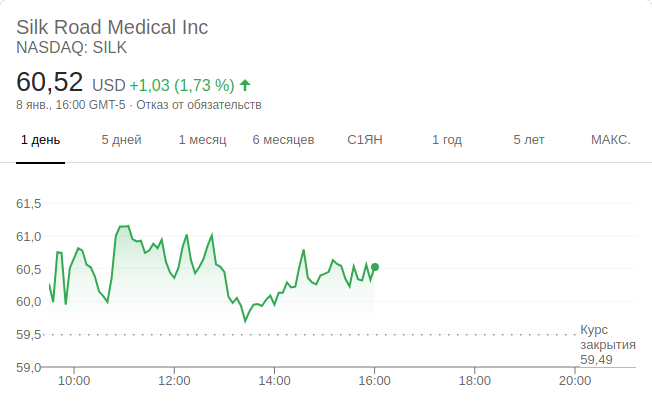 Silk Road Medical Inc
NASDAQ: SILK
60,52 USD +1,03 (1,73 %)
8 янв., 16:00 GMT-5 · Отказ от обязательств
1 день 5 дней 1 месяц 6 месяцев С1ЯН 1 год 5 лет МАКС.
61,5
61,0
60,5
60,0
59,5
Курс
закрытия
59,49
59,0
10:00 12:00 14:00 16:00 18:00 20:00